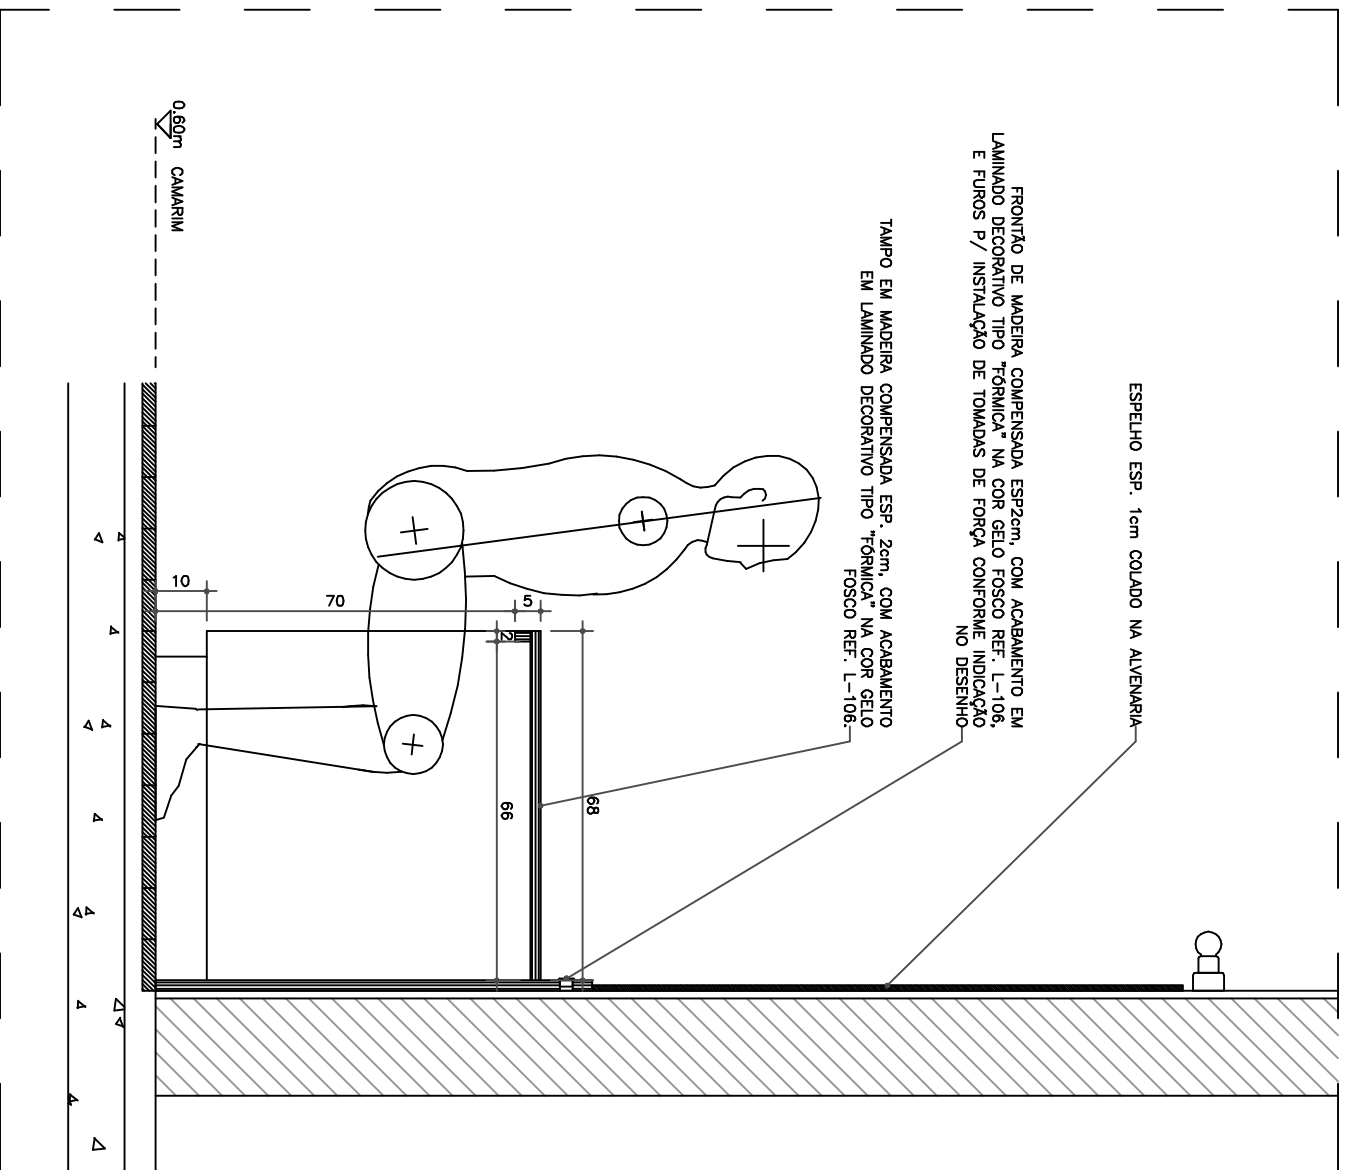 ESPELHO ESP. 1cm COLADO NA ALVENARIA
FRONTÃO DE MADEIRA COMPENSADA ESP2cm, COM ACABAMENTO EM
LAMINADO DECORATIVO TIPO "FÓRMICA" NA COR GELO FOSCO REF. L-106,
E FUROS P/ INSTALAÇÃO DE TOMADAS DE FORÇA CONFORME INDICAÇÃO
NO DESENHO
TAMPO EM MADEIRA COMPENSADA ESP. 2cm, COM ACABAMENTO
EM LAMINADO DECORATIVO TIPO "FÓRMICA" NA COR GELO
FOSCO REF. L-106.
68
66
2
5
70
10
0.60m CAMARIM